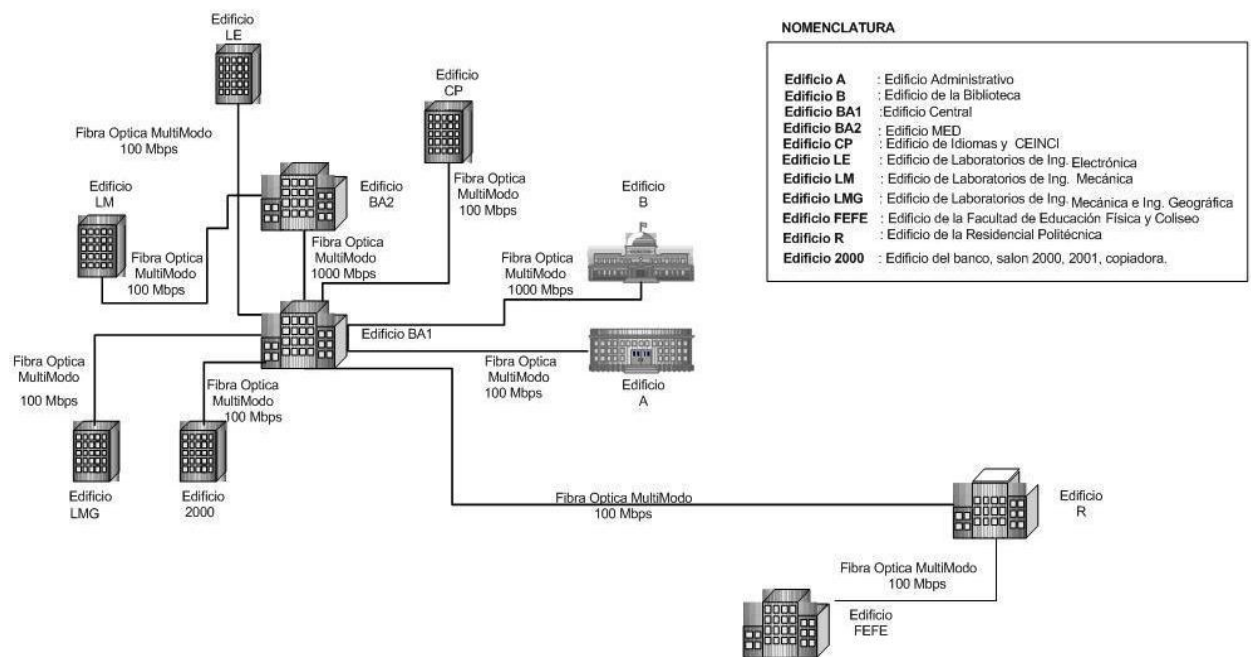 Edificio
LE
NOMENCLATURA
Edificio
CP
Edificio A : Edificio Administrativo
Edificio B : Edificio de la Biblioteca
Edificio BA1 :Edificio Central
Edificio BA2 : Edificio MED
Edificio CP : Edificio de Idiomas y CEINCI
Edificio LE : Edificio de Laboratorios de Ing. Electrónica
Edificio LM : Edificio de Laboratorios de Ing. Mecánica
Edificio LMG : Edificio de Laboratorios de Ing. Mecánica e Ing. Geográfica
Edificio FEFE : Edificio de la Facultad de Educación Física y Coliseo
Edificio R : Edificio de la Residencial Politécnica
Edificio 2000 : Edificio del banco, salon 2000, 2001, copiadora.
Fibra Optica MultiModo
100 Mbps
Edificio
LM
Edificio
BA2
Fibra Optica
MultiModo
100 Mbps
Edificio
B
Fibra Optica
MultiModo
100 Mbps
Fibra Optica
MultiModo
1000 Mbps
Fibra Optica
MultiModo
1000 Mbps
Edificio BA1
Fibra Optica
MultiModo
100 Mbps
Fibra Optica
MultiModo
100 Mbps
Fibra Optica
MultiModo
100 Mbps
Edificio
A
Edificio
LMG
Edificio
2000
Fibra Optica MultiModo
100 Mbps
Edificio
R
Fibra Optica MultiModo
100 Mbps
Edificio
FEFE